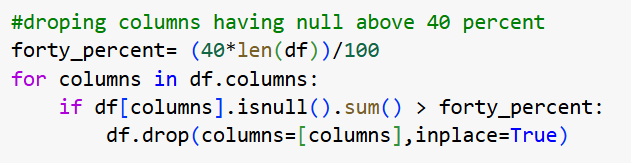 #droping columns having null above 40 percent
forty_percent= (40*len(df))/100
for columns in df.columns:
    if df[columns].isnull().sum() > forty_percent:
        df.drop(columns=[columns],inplace=True)